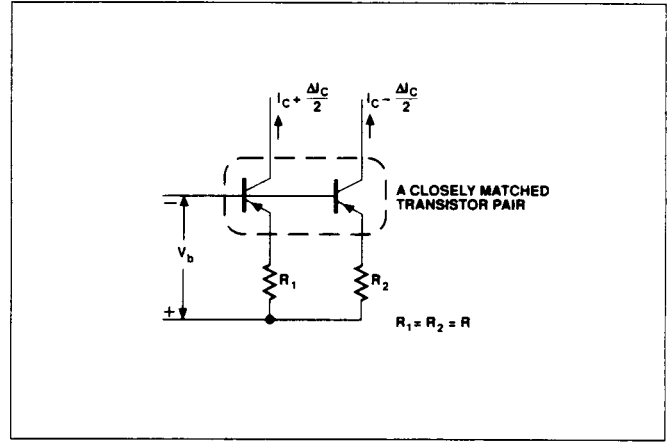 I_C + ΔI_C/2
I_C − ΔI_C/2
A CLOSELY MATCHED
TRANSISTOR PAIR
−
V_b
R_1
R_2
+
R_1 = R_2 = R